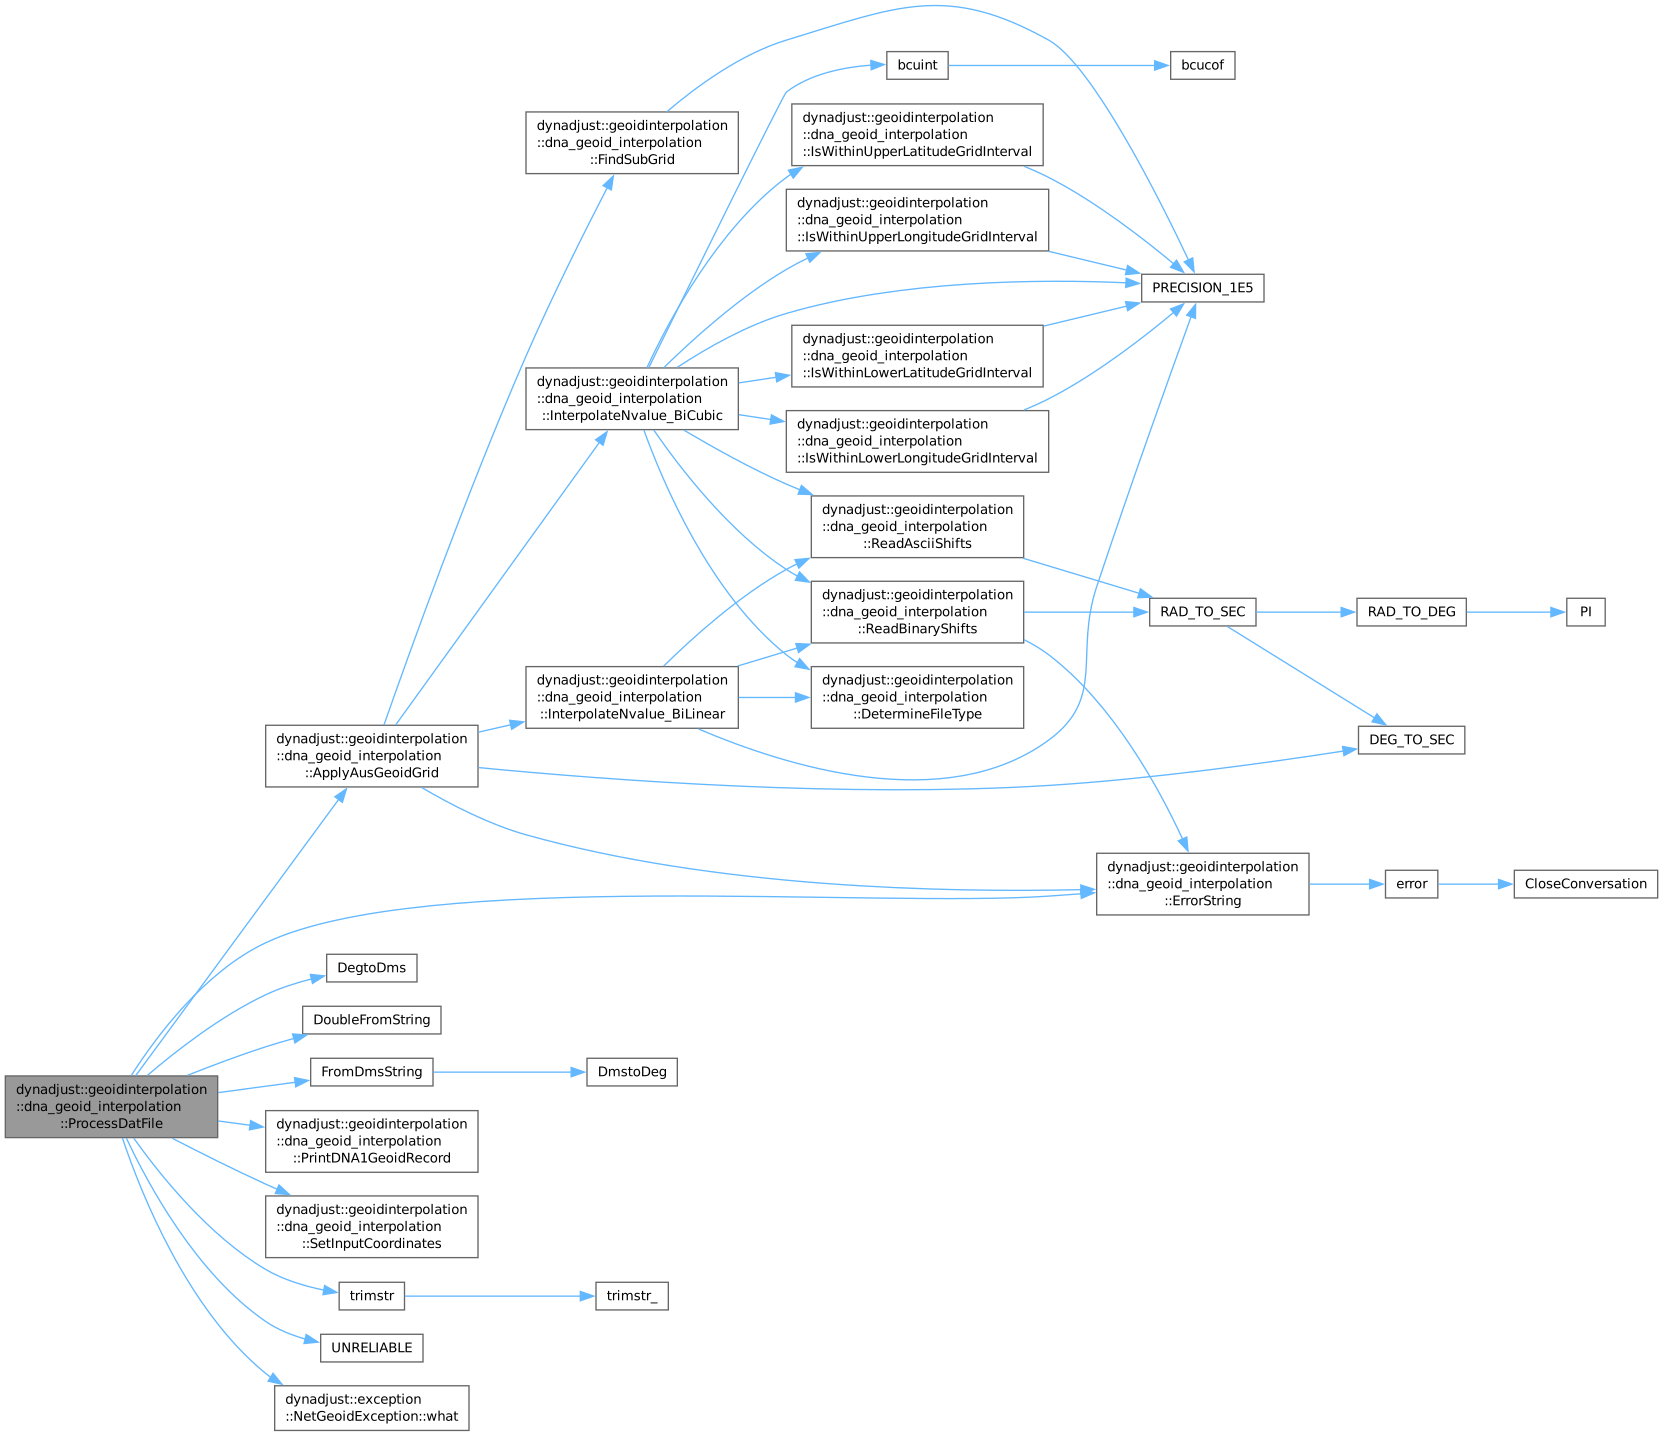 bcuint
bcucof
dynadjust::geoidinterpolation
::dna_geoid_interpolation
::FindSubGrid
dynadjust::geoidinterpolation
::dna_geoid_interpolation
::IsWithinUpperLatitudeGridInterval
dynadjust::geoidinterpolation
::dna_geoid_interpolation
::IsWithinUpperLongitudeGridInterval
PRECISION_1E5
dynadjust::geoidinterpolation
::dna_geoid_interpolation
::IsWithinLowerLatitudeGridInterval
dynadjust::geoidinterpolation
::dna_geoid_interpolation
::InterpolateNvalue_BiCubic
dynadjust::geoidinterpolation
::dna_geoid_interpolation
::IsWithinLowerLongitudeGridInterval
dynadjust::geoidinterpolation
::dna_geoid_interpolation
::ReadAsciiShifts
dynadjust::geoidinterpolation
::dna_geoid_interpolation
::ReadBinaryShifts
RAD_TO_SEC
RAD_TO_DEG
PI
dynadjust::geoidinterpolation
::dna_geoid_interpolation
::InterpolateNvalue_BiLinear
dynadjust::geoidinterpolation
::dna_geoid_interpolation
::DetermineFileType
dynadjust::geoidinterpolation
::dna_geoid_interpolation
::ApplyAusGeoidGrid
DEG_TO_SEC
dynadjust::geoidinterpolation
::dna_geoid_interpolation
::ErrorString
error
CloseConversation
DegtoDms
DoubleFromString
FromDmsString
DmstoDeg
dynadjust::geoidinterpolation
::dna_geoid_interpolation
::ProcessDatFile
dynadjust::geoidinterpolation
::dna_geoid_interpolation
::PrintDNA1GeoidRecord
dynadjust::geoidinterpolation
::dna_geoid_interpolation
::SetInputCoordinates
trimstr
trimstr_
UNRELIABLE
dynadjust::exception
::NetGeoidException::what